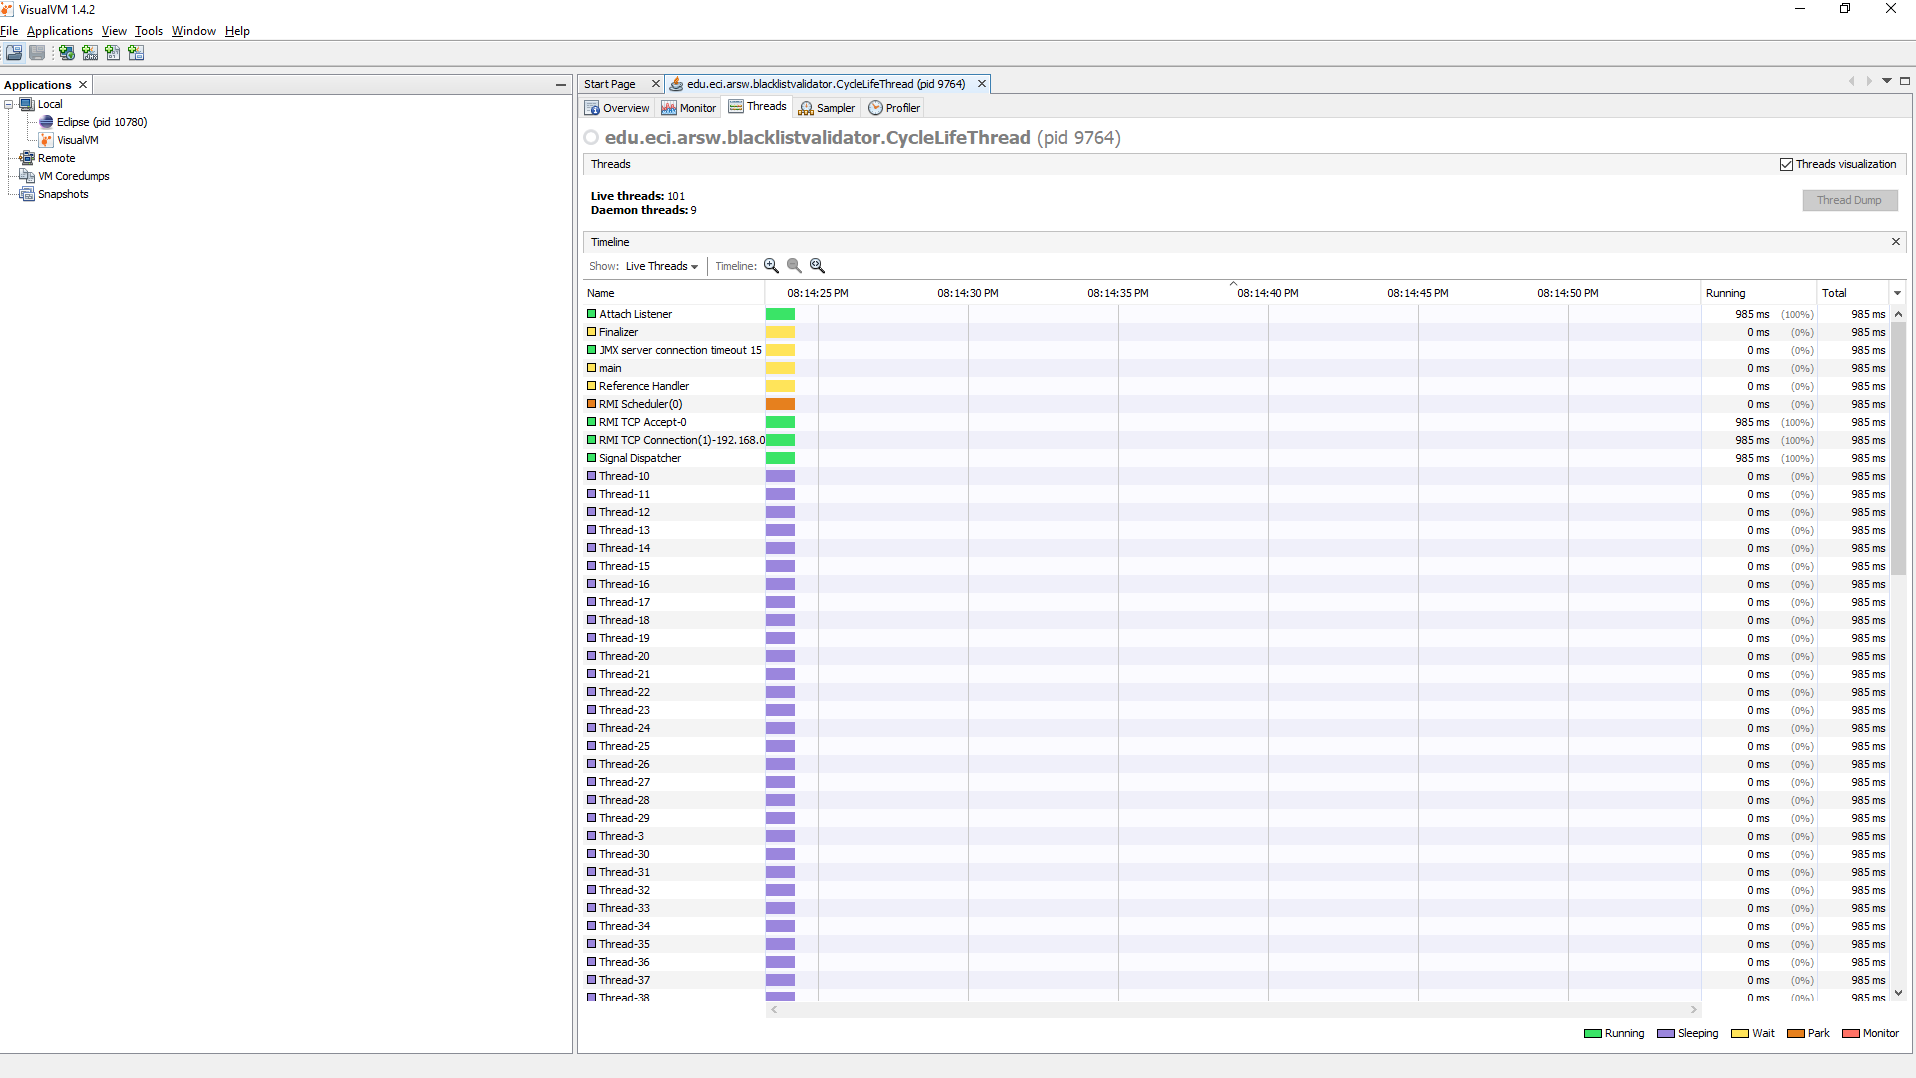 VisualVM 1.4.2
File Applications View Tools Window Help
Applications
Local
Eclipse (pid 10780)
VisualVM
Remote
VM Coredumps
Snapshots
Start Page edu.eci.arsw.blacklistvalidator.CycleLifeThread (pid 9764)
Overview Monitor Threads Sampler Profiler
edu.eci.arsw.blacklistvalidator.CycleLifeThread (pid 9764)
Threads Threads visualization
Live threads: 101
Daemon threads: 9
Thread Dump
Timeline
Show: Live Threads Timeline:
Name 08:14:25 PM 08:14:30 PM 08:14:35 PM 08:14:40 PM 08:14:45 PM 08:14:50 PM Running Total
Attach Listener 985 ms (100%) 985 ms
Finalizer 0 ms (0%) 985 ms
JMX server connection timeout 15 0 ms (0%) 985 ms
main 0 ms (0%) 985 ms
Reference Handler 0 ms (0%) 985 ms
RMI Scheduler(0) 0 ms (0%) 985 ms
RMI TCP Accept-0 985 ms (100%) 985 ms
RMI TCP Connection(1)-192.168.0 985 ms (100%) 985 ms
Signal Dispatcher 985 ms (100%) 985 ms
Thread-10 0 ms (0%) 985 ms
Thread-11 0 ms (0%) 985 ms
Thread-12 0 ms (0%) 985 ms
Thread-13 0 ms (0%) 985 ms
Thread-14 0 ms (0%) 985 ms
Thread-15 0 ms (0%) 985 ms
Thread-16 0 ms (0%) 985 ms
Thread-17 0 ms (0%) 985 ms
Thread-18 0 ms (0%) 985 ms
Thread-19 0 ms (0%) 985 ms
Thread-20 0 ms (0%) 985 ms
Thread-21 0 ms (0%) 985 ms
Thread-22 0 ms (0%) 985 ms
Thread-23 0 ms (0%) 985 ms
Thread-24 0 ms (0%) 985 ms
Thread-25 0 ms (0%) 985 ms
Thread-26 0 ms (0%) 985 ms
Thread-27 0 ms (0%) 985 ms
Thread-28 0 ms (0%) 985 ms
Thread-29 0 ms (0%) 985 ms
Thread-3 0 ms (0%) 985 ms
Thread-30 0 ms (0%) 985 ms
Thread-31 0 ms (0%) 985 ms
Thread-32 0 ms (0%) 985 ms
Thread-33 0 ms (0%) 985 ms
Thread-34 0 ms (0%) 985 ms
Thread-35 0 ms (0%) 985 ms
Thread-36 0 ms (0%) 985 ms
Thread-37 0 ms (0%) 985 ms
Thread-38 0 ms (0%) 985 ms
Running Sleeping Wait Park Monitor